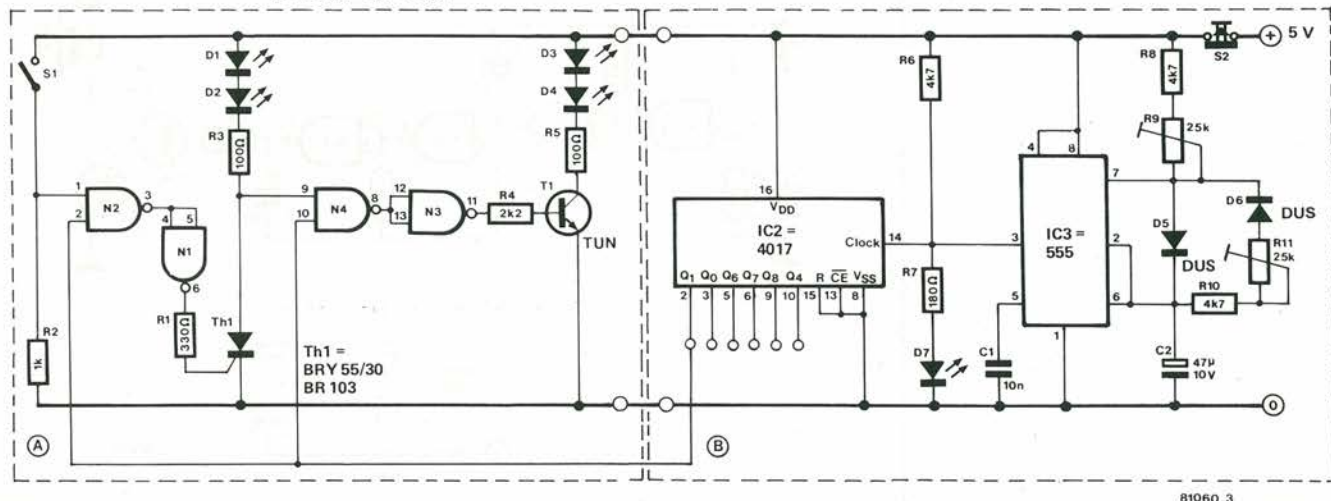 S1
D1
D2
R3
100Ω
D3
D4
R5
100Ω
1
2
N2
3
4
5
N1
6
R1
330Ω
R2
1k
Th1
9
10
N4
8
12
13
N3
11
R4
2k2
T1
TUN
Th1 =
BRY 55/30
BR 103
A
16
VDD
IC2 =
4017
Clock
14
Q1 Q0 Q6 Q7 Q8 Q4 R CE VSS
2 3 5 6 9 10 15 13 8
B
R6
4k7
R7
180Ω
D7
4 8
3
IC3 =
555
7
2
6
5
1
C1
10n
R8
4k7
R9
25k
D5
DUS
D6
DUS
R11
25k
R10
4k7
C2
47µ
10V
S2
+ 5 V
0
81060 3